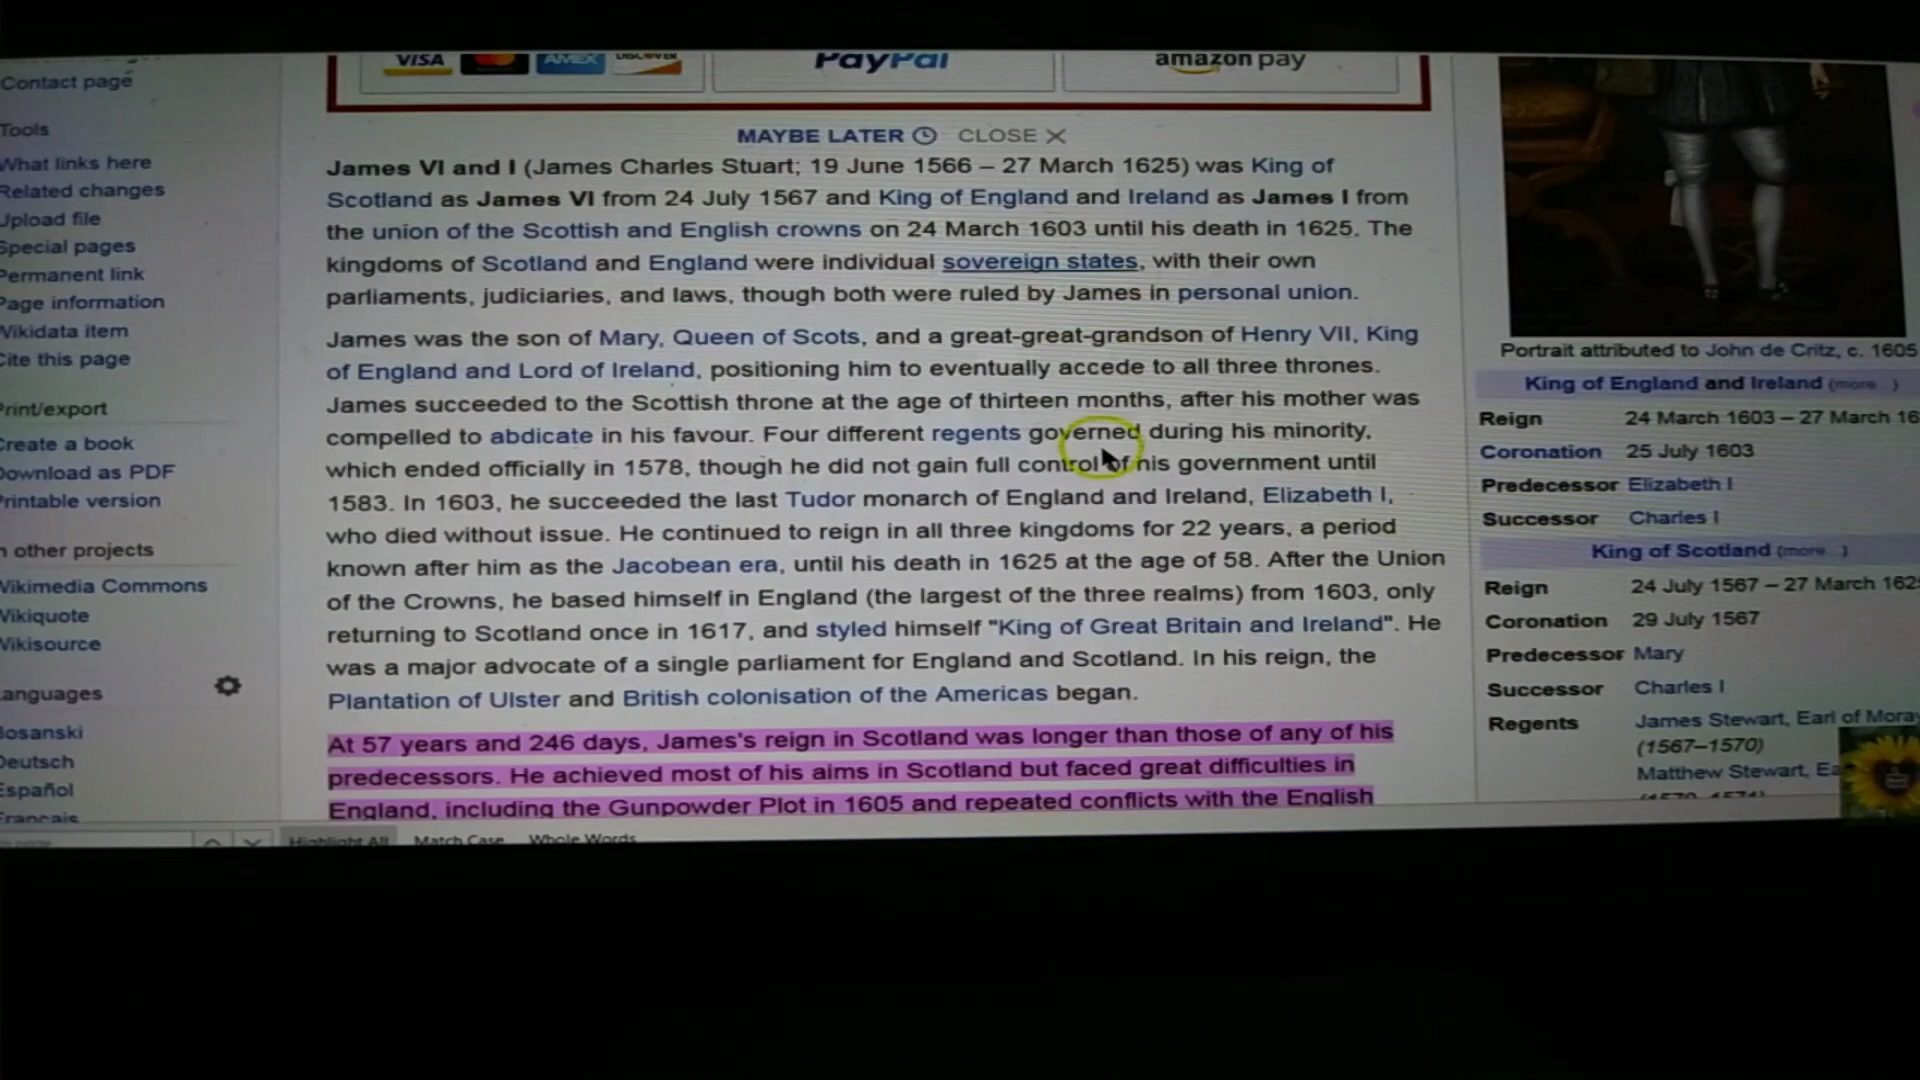 VISA
AMEX
DISCOVER
PayPal
amazon pay
MAYBE LATER CLOSE
Contact page
Tools
What links here
Related changes
Upload file
Special pages
Permanent link
Page information
Wikidata item
Cite this page
Print/export
Create a book
Download as PDF
Printable version
n other projects
Wikimedia Commons
Wikiquote
Wikisource
anguages
Bosanski
Deutsch
Español
Français
James VI and I (James Charles Stuart; 19 June 1566 – 27 March 1625) was King of
Scotland as James VI from 24 July 1567 and King of England and Ireland as James I from
the union of the Scottish and English crowns on 24 March 1603 until his death in 1625. The
kingdoms of Scotland and England were individual sovereign states, with their own
parliaments, judiciaries, and laws, though both were ruled by James in personal union.
James was the son of Mary, Queen of Scots, and a great-great-grandson of Henry VII, King
of England and Lord of Ireland, positioning him to eventually accede to all three thrones.
James succeeded to the Scottish throne at the age of thirteen months, after his mother was
compelled to abdicate in his favour. Four different regents governed during his minority,
which ended officially in 1578, though he did not gain full control of his government until
1583. In 1603, he succeeded the last Tudor monarch of England and Ireland, Elizabeth I,
who died without issue. He continued to reign in all three kingdoms for 22 years, a period
known after him as the Jacobean era, until his death in 1625 at the age of 58. After the Union
of the Crowns, he based himself in England (the largest of the three realms) from 1603, only
returning to Scotland once in 1617, and styled himself "King of Great Britain and Ireland". He
was a major advocate of a single parliament for England and Scotland. In his reign, the
Plantation of Ulster and British colonisation of the Americas began.
At 57 years and 246 days, James's reign in Scotland was longer than those of any of his
predecessors. He achieved most of his aims in Scotland but faced great difficulties in
England, including the Gunpowder Plot in 1605 and repeated conflicts with the English
Highlight All Match Case Whole Words
Portrait attributed to John de Critz, c. 1605
King of England and Ireland (more...)
Reign 24 March 1603 – 27 March 16
Coronation 25 July 1603
Predecessor Elizabeth I
Successor Charles I
King of Scotland (more...)
Reign 24 July 1567 – 27 March 162
Coronation 29 July 1567
Predecessor Mary
Successor Charles I
Regents James Stewart, Earl of Moray
(1567–1570)
Matthew Stewart, Ea
(1570–1571)